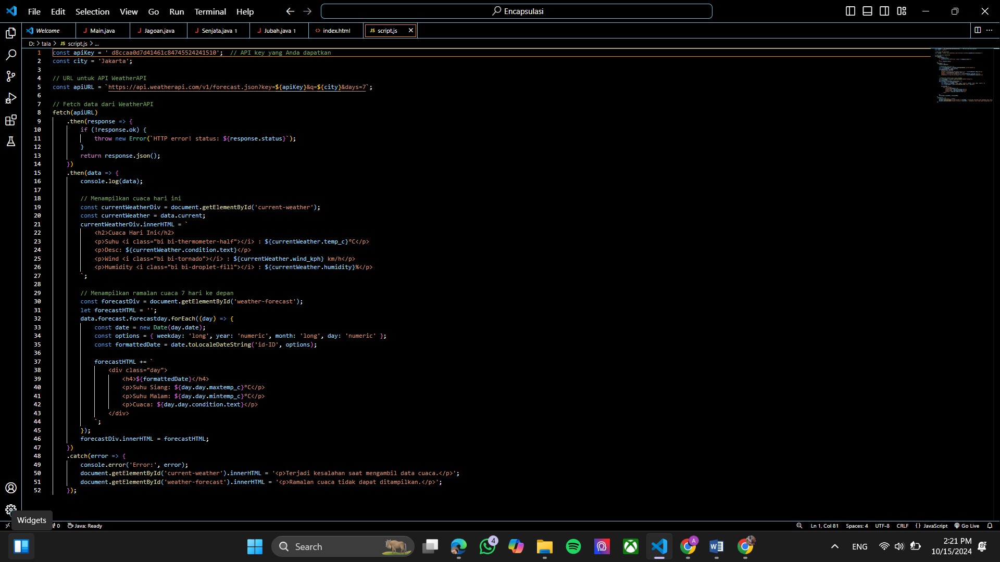 File Edit Selection View Go Run Terminal Help
Encapsulasi
Welcome Main.java Jagoan.java Senjata.java 1 Jubah.java 1 index.html JS script.js
D: > tala > JS script.js > ...
1 const apiKey = ' d8ccaa0d7d41461c84745524241510';  // API key yang Anda dapatkan
2 const city = 'Jakarta';
3
4 // URL untuk API WeatherAPI
5 const apiURL = `https://api.weatherapi.com/v1/forecast.json?key=${apiKey}&q=${city}&days=7`;
6
7 // Fetch data dari WeatherAPI
8 fetch(apiURL)
9     .then(response => {
10         if (!response.ok) {
11             throw new Error(`HTTP error! status: ${response.status}`);
12         }
13         return response.json();
14     })
15     .then(data => {
16         console.log(data);
17
18         // Menampilkan cuaca hari ini
19         const currentWeatherDiv = document.getElementById('current-weather');
20         const currentWeather = data.current;
21         currentWeatherDiv.innerHTML = `
22             <h2>Cuaca Hari Ini</h2>
23             <p>Suhu <i class="bi bi-thermometer-half"></i> : ${currentWeather.temp_c}°C</p>
24             <p>Desc: ${currentWeather.condition.text}</p>
25             <p>Wind <i class="bi bi-tornado"></i> : ${currentWeather.wind_kph} km/h</p>
26             <p>Humidity <i class="bi bi-droplet-fill"></i> : ${currentWeather.humidity}%</p>
27         `;
28
29         // Menampilkan ramalan cuaca 7 hari ke depan
30         const forecastDiv = document.getElementById('weather-forecast');
31         let forecastHTML = '';
32         data.forecast.forecastday.forEach((day) => {
33             const date = new Date(day.date);
34             const options = { weekday: 'long', year: 'numeric', month: 'long', day: 'numeric' };
35             const formattedDate = date.toLocaleDateString('id-ID', options);
36
37             forecastHTML += `
38                 <div class="day">
39                     <h4>${formattedDate}</h4>
40                     <p>Suhu Siang: ${day.day.maxtemp_c}°C</p>
41                     <p>Suhu Malam: ${day.day.mintemp_c}°C</p>
42                     <p>Cuaca: ${day.day.condition.text}</p>
43                 </div>
44             `;
45         });
46         forecastDiv.innerHTML = forecastHTML;
47     })
48     .catch(error => {
49         console.error('Error:', error);
50         document.getElementById('current-weather').innerHTML = '<p>Terjadi kesalahan saat mengambil data cuaca.</p>';
51         document.getElementById('weather-forecast').innerHTML = '<p>Ramalan cuaca tidak dapat ditampilkan.</p>';
52     });
Widgets
0 Java: Ready Ln 1, Col 81 Spaces: 4 UTF-8 CRLF {} JavaScript Go Live
Search 4 A ENG 2:21 PM
10/15/2024